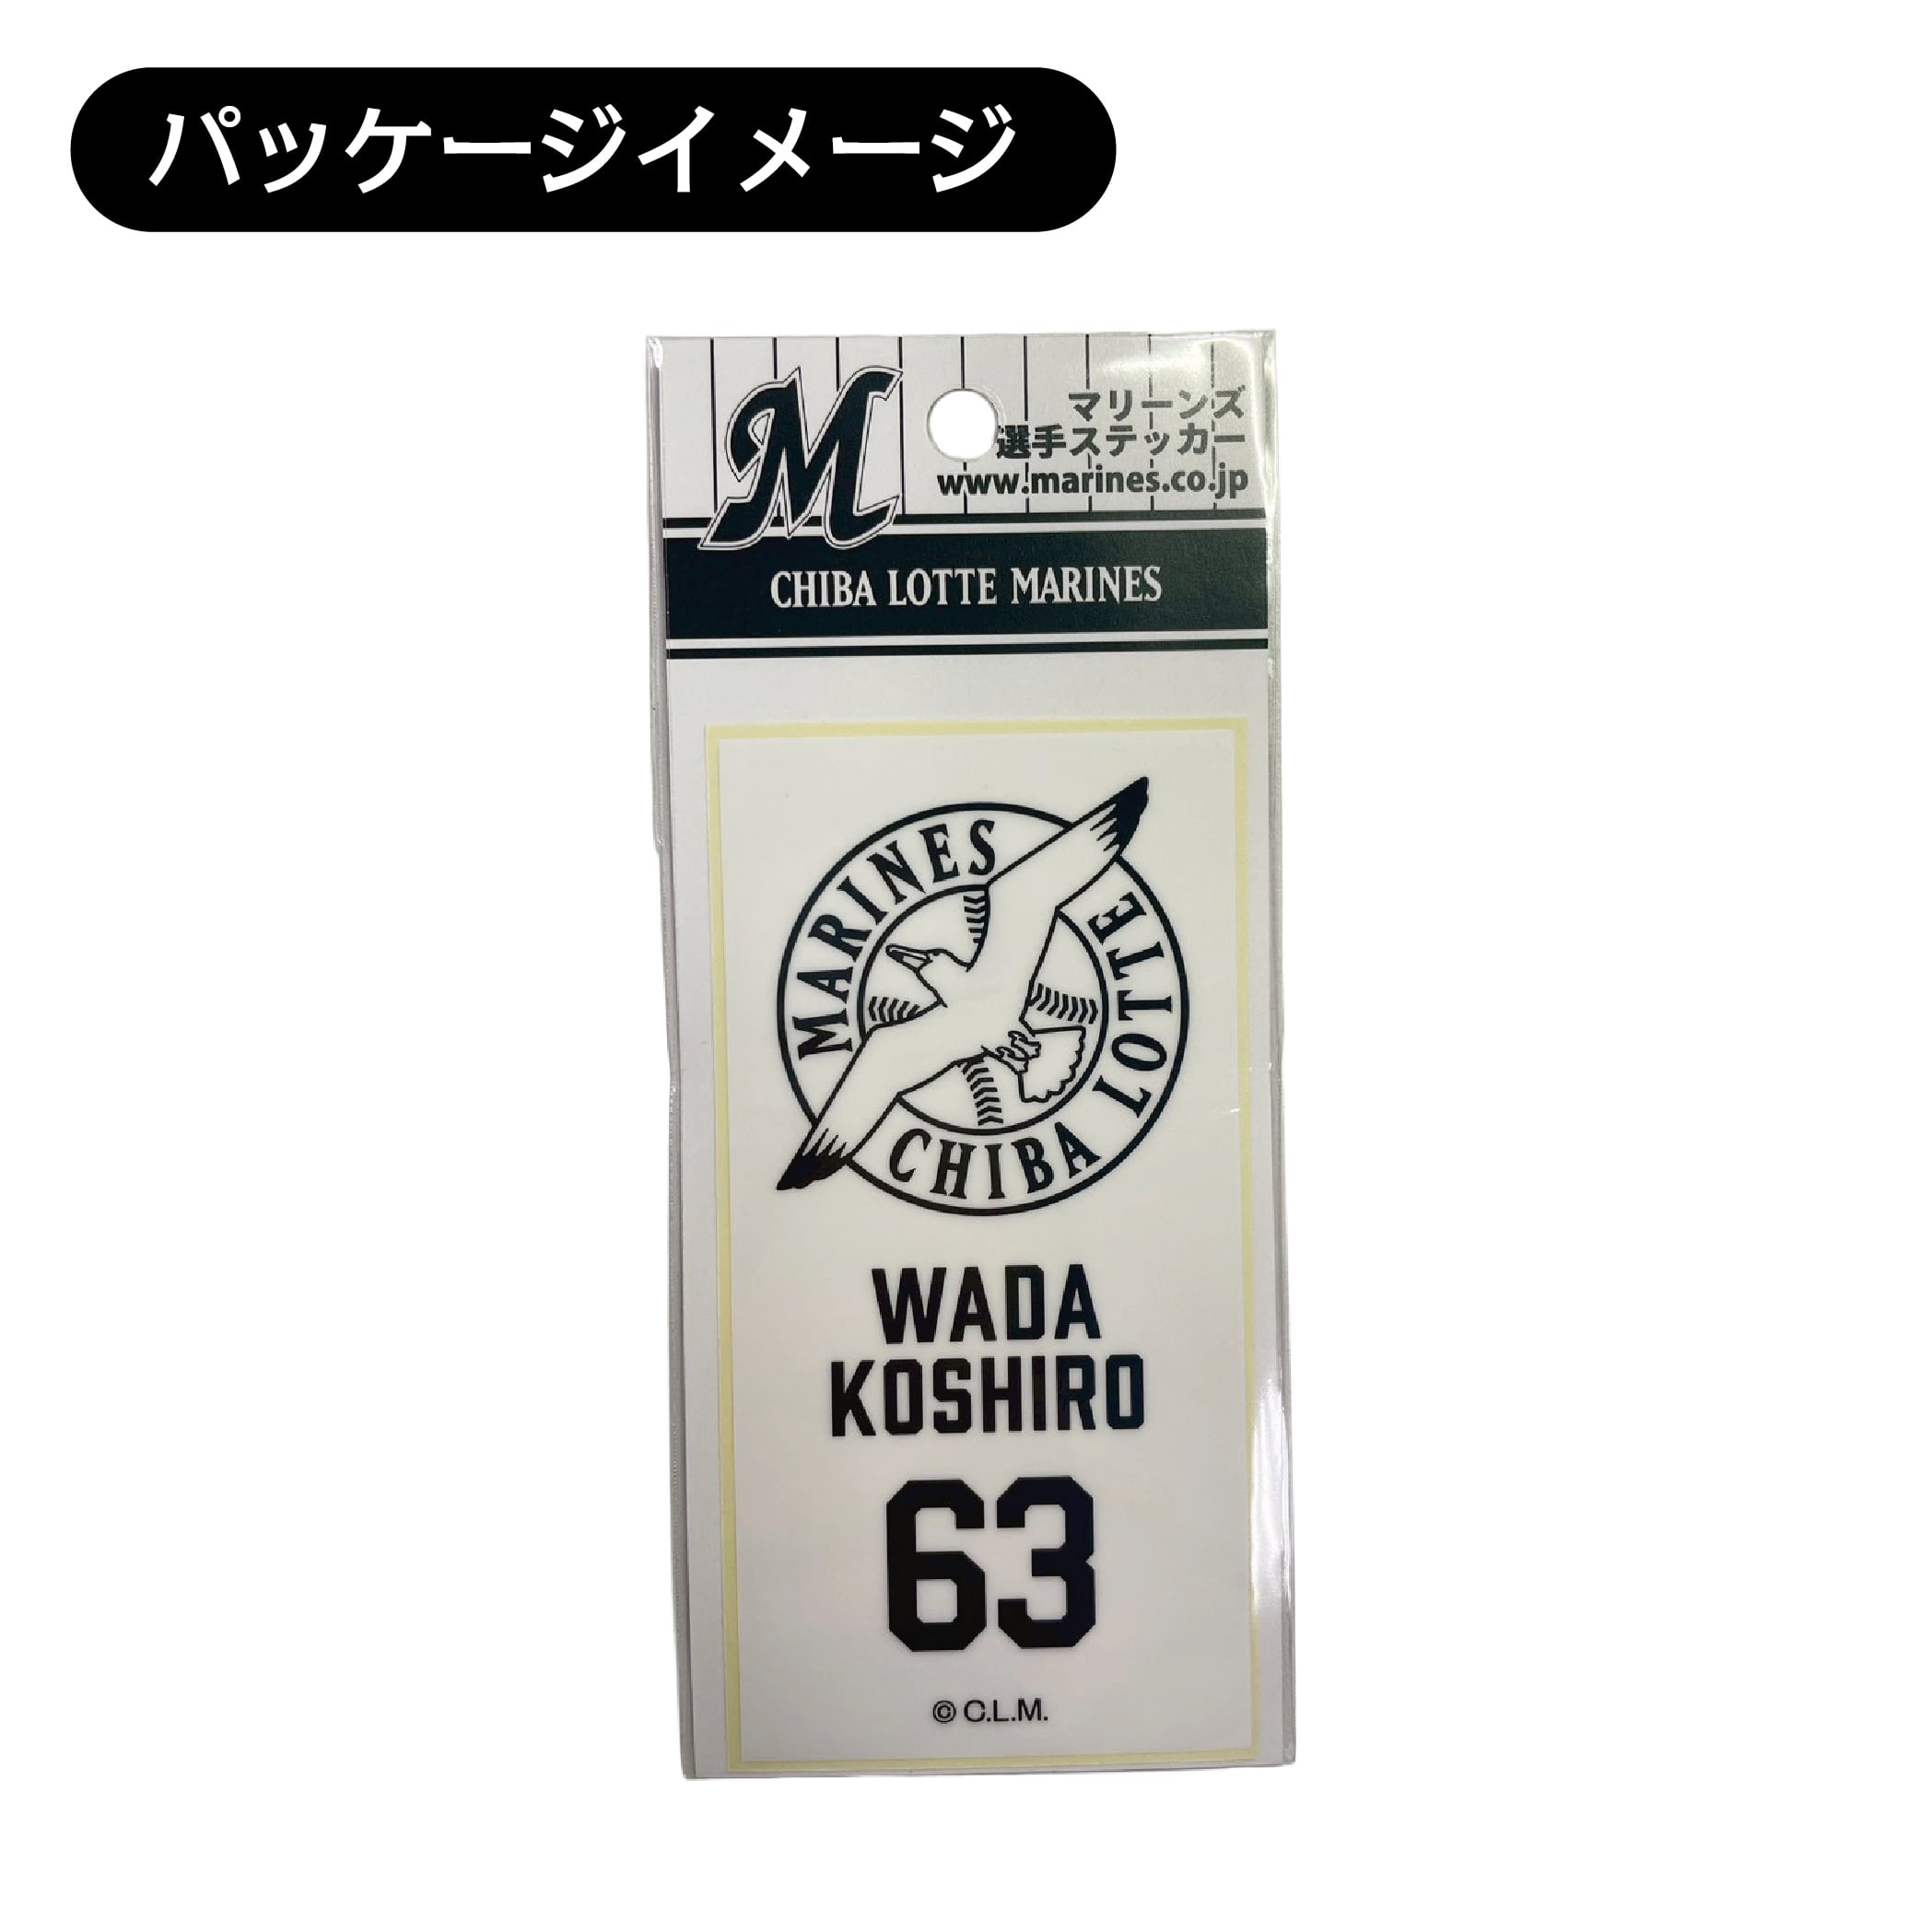 パッケージイメージ
M
マリーンズ
選手ステッカー
www.marines.co.jp
CHIBA LOTTE MARINES
MARINES
CHIBA LOTTE
WADA
KOSHIRO
63
© C.L.M.